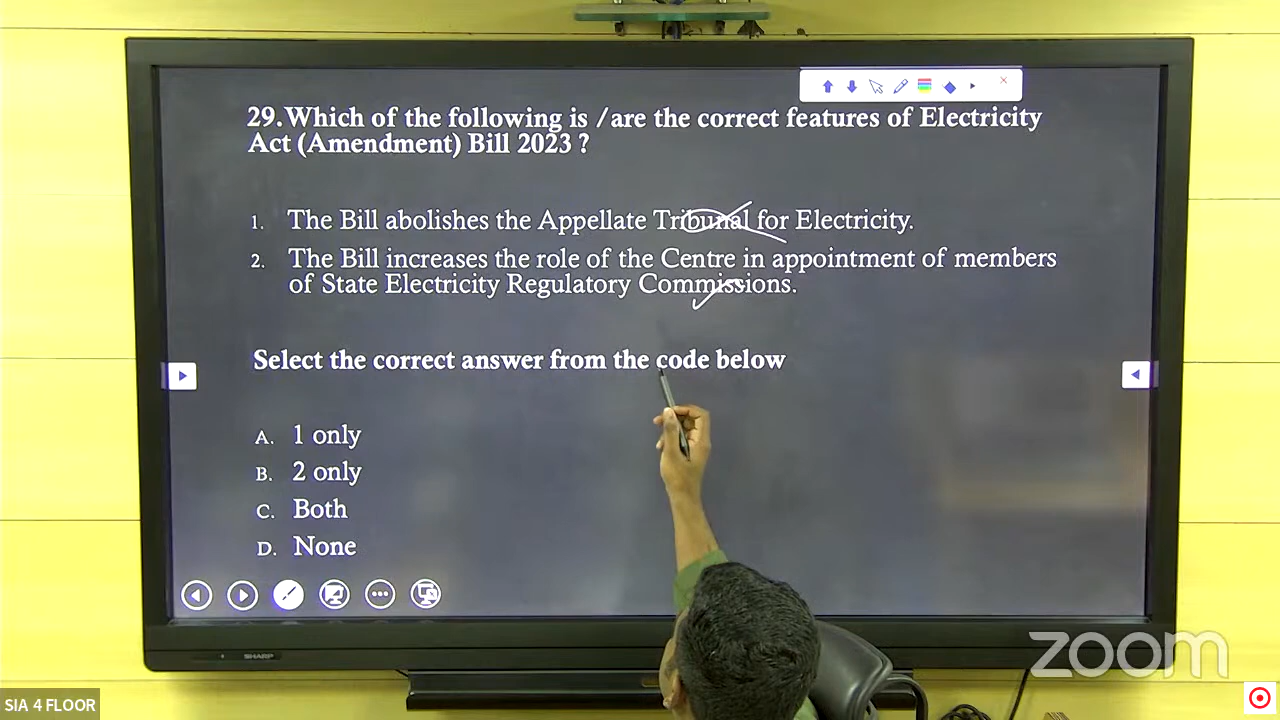 29.Which of the following is /are the correct features of Electricity
Act (Amendment) Bill 2023 ?
1. The Bill abolishes the Appellate Tribunal for Electricity.
2. The Bill increases the role of the Centre in appointment of members
of State Electricity Regulatory Commissions.
Select the correct answer from the code below
A. 1 only
B. 2 only
C. Both
D. None
SHARP
zoom
SIA 4 FLOOR